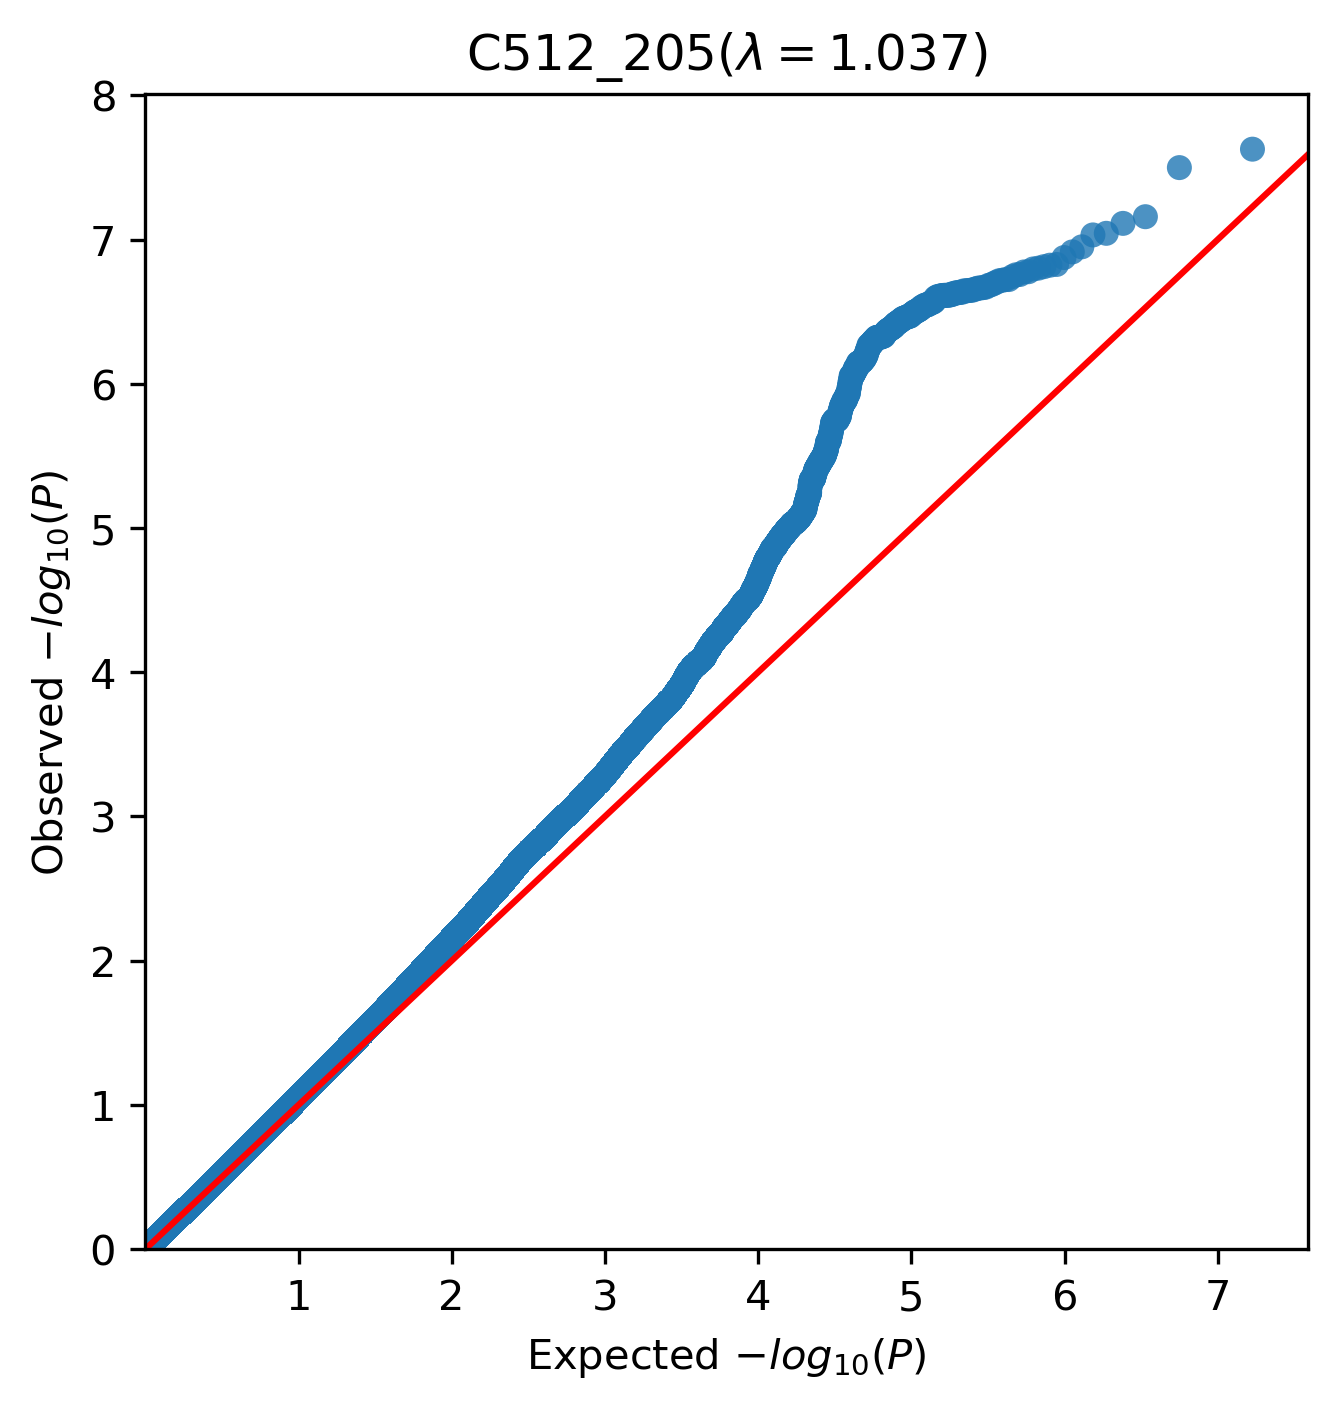 C512_205(λ = 1.037)
8
7
6
5
4
3
2
1
0
Observed −log₁₀(P)
1 2 3 4 5 6 7
Expected −log₁₀(P)